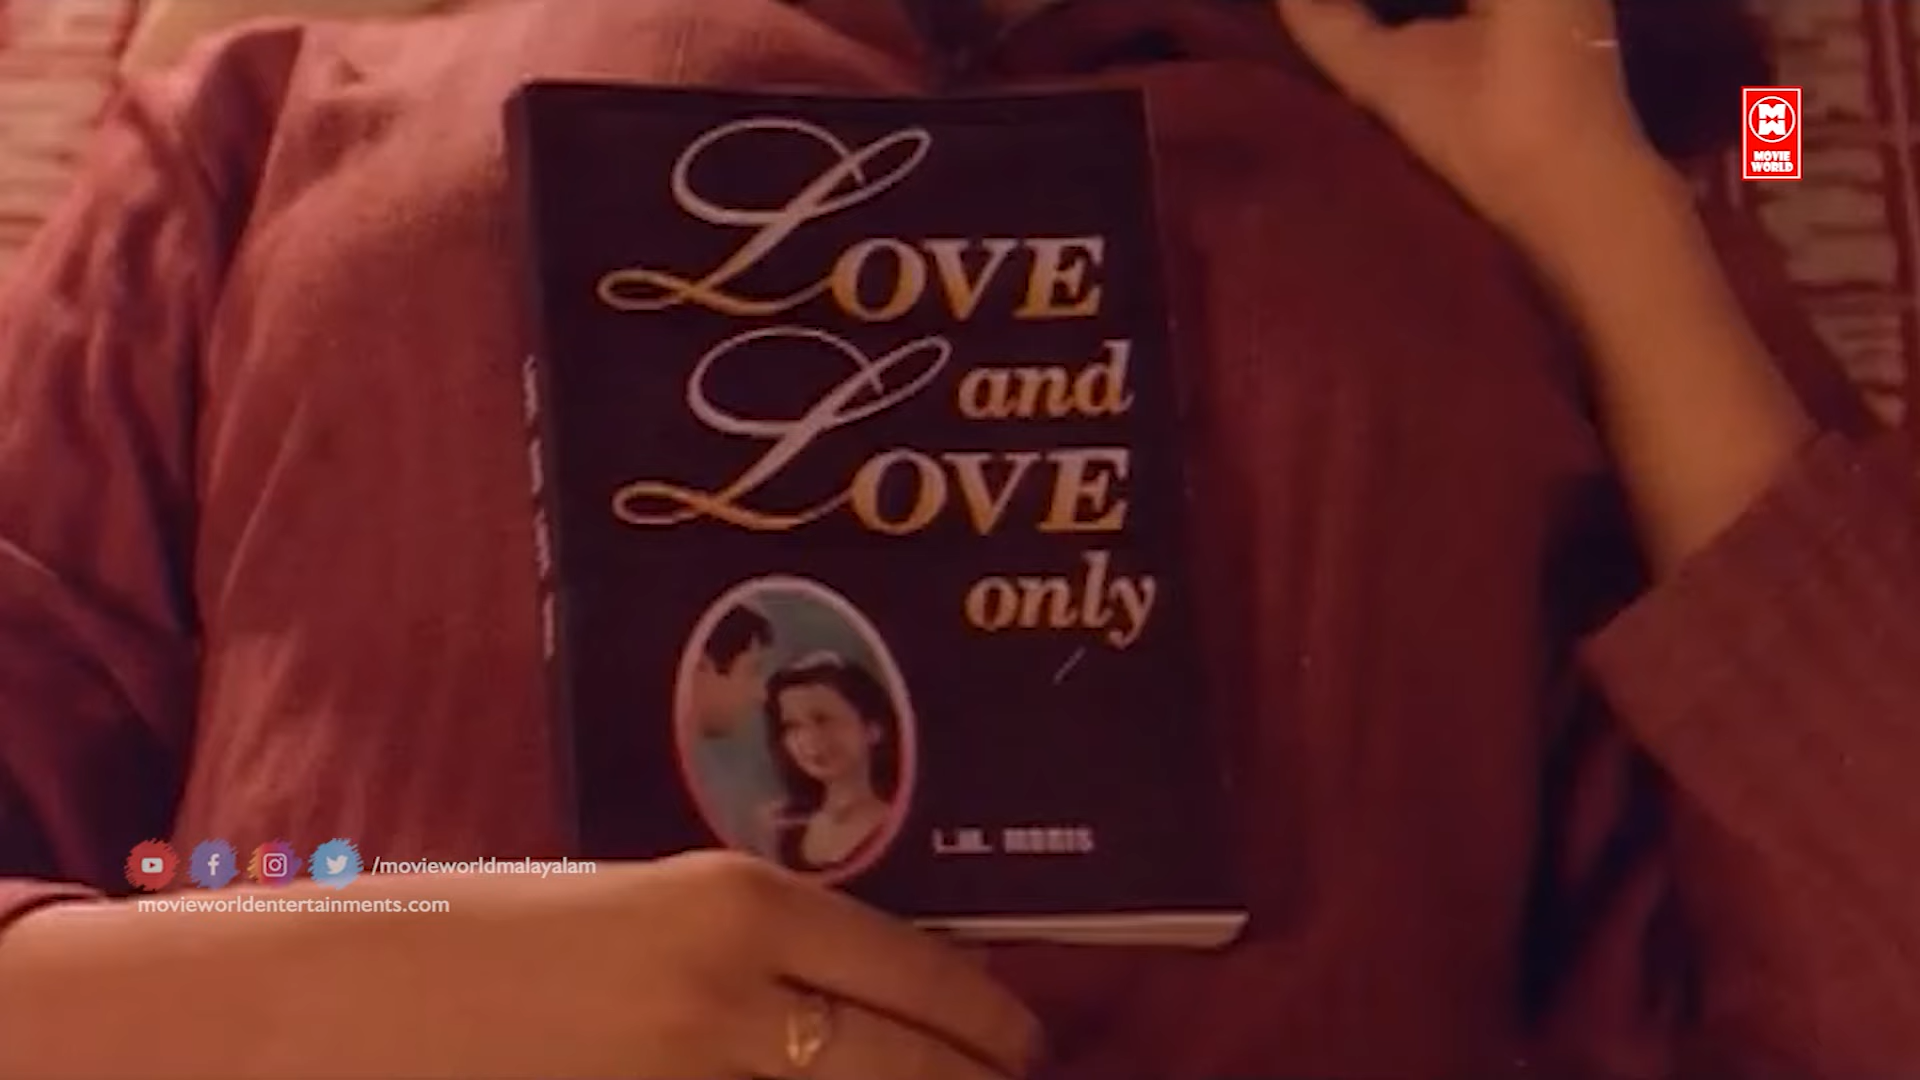 LOVE
and
LOVE
only
MOVIE
WORLD
/movieworldmalayalam
movieworldentertainments.com